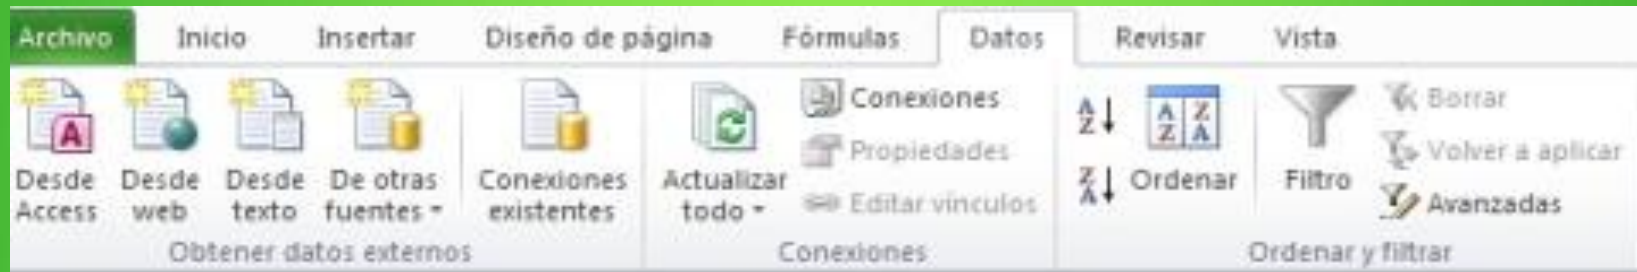 Archivo Inicio Insertar Diseño de página Fórmulas Datos Revisar Vista
Desde Access
Desde web
Desde texto
De otras fuentes
Conexiones existentes
Obtener datos externos
Actualizar todo
Conexiones
Propiedades
Editar vínculos
Conexiones
A
Z
Z
A
A Z
Z A
Ordenar
Filtro
Borrar
Volver a aplicar
Avanzadas
Ordenar y filtrar